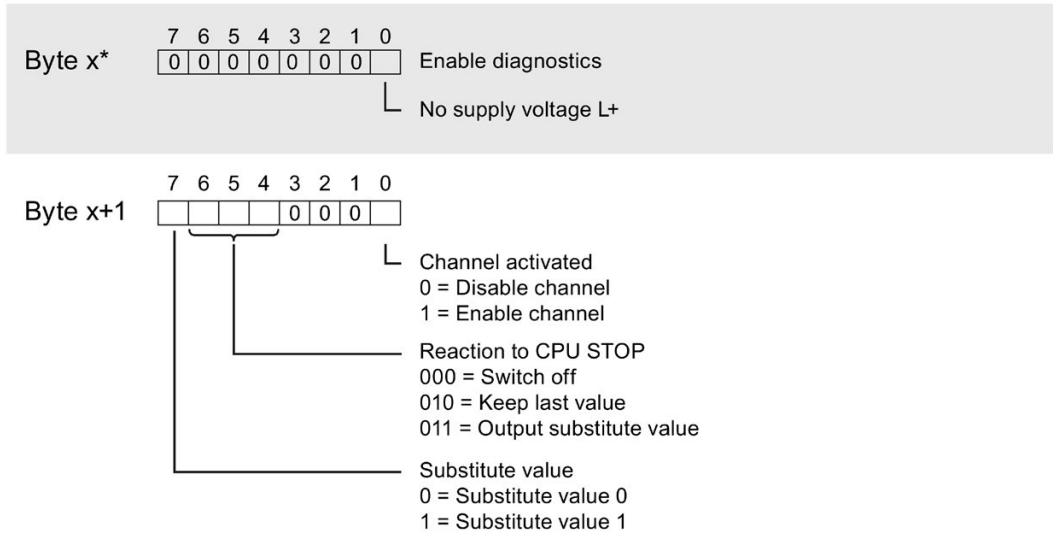 7 6 5 4 3 2 1 0
Byte x* 0 0 0 0 0 0 0 Enable diagnostics
No supply voltage L+
7 6 5 4 3 2 1 0
Byte x+1 0 0 0
Channel activated
0 = Disable channel
1 = Enable channel
Reaction to CPU STOP
000 = Switch off
010 = Keep last value
011 = Output substitute value
Substitute value
0 = Substitute value 0
1 = Substitute value 1